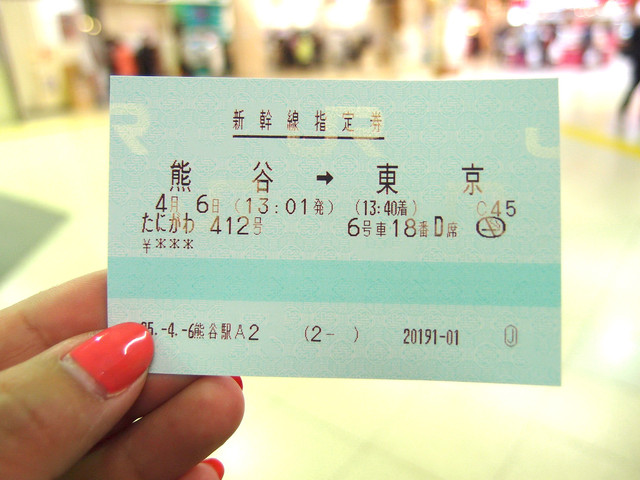 新幹線指定券
熊谷 → 東京
4月 6日 (13:01発) (13:40着) C45
たにがわ 412号 6号車18番D席
¥***
25.-4.-6熊谷駅A2 (2- ) 20191-01 Ⓙ